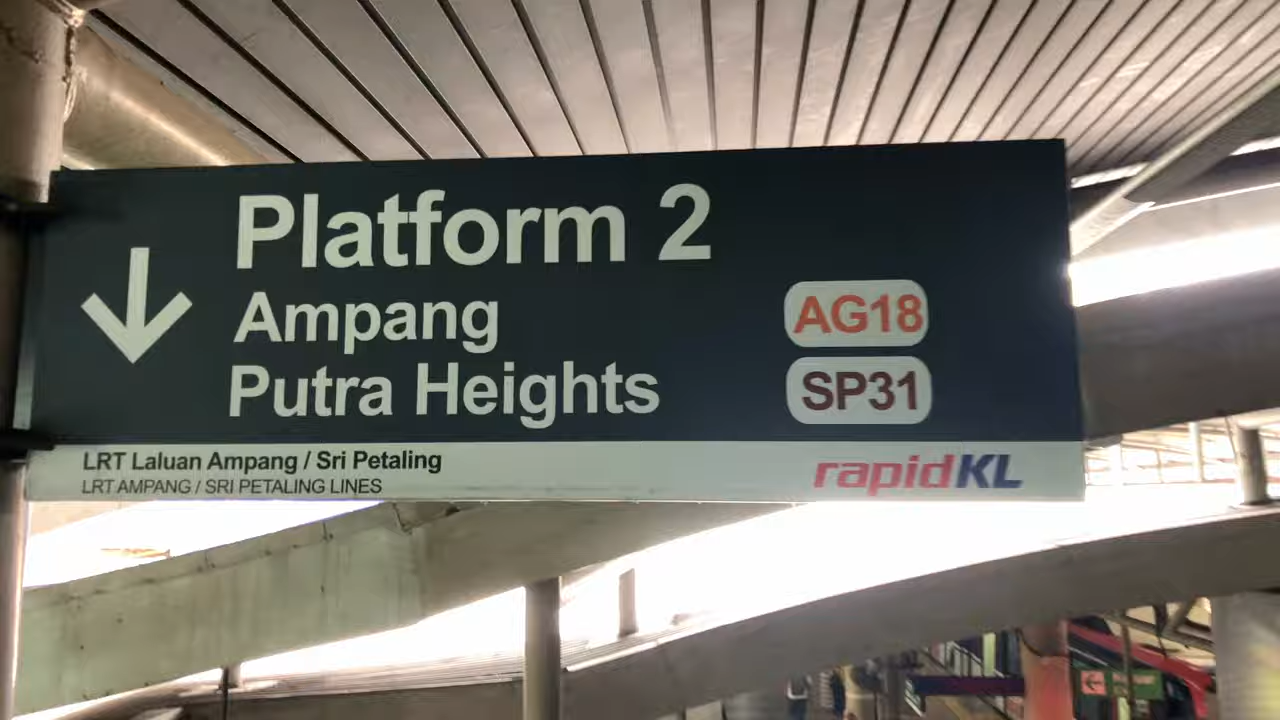 Platform 2
Ampang AG18
Putra Heights SP31
LRT Laluan Ampang / Sri Petaling
LRT AMPANG / SRI PETALING LINES
rapidKL